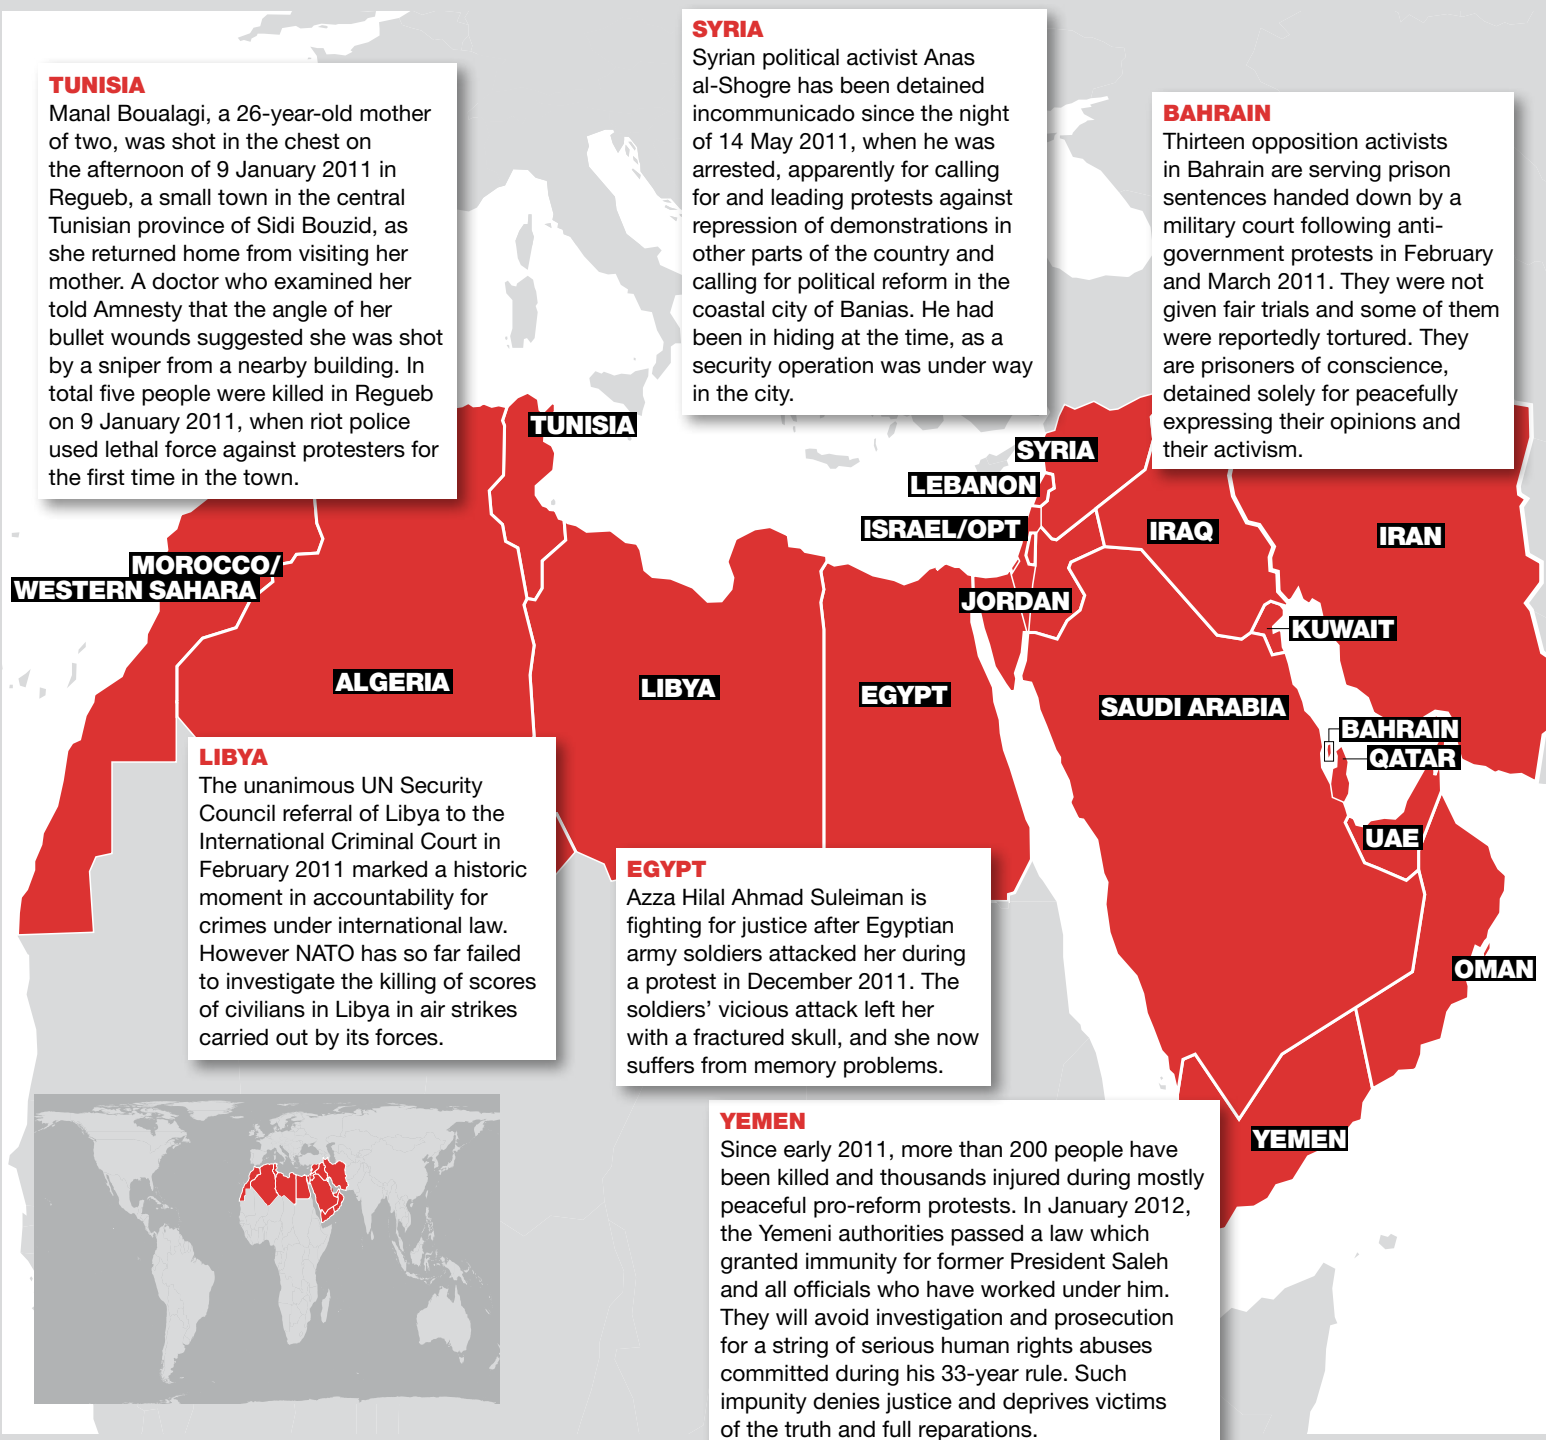 TUNISIA
Manal Boualagi, a 26-year-old mother
of two, was shot in the chest on
the afternoon of 9 January 2011 in
Regueb, a small town in the central
Tunisian province of Sidi Bouzid, as
she returned home from visiting her
mother. A doctor who examined her
told Amnesty that the angle of her
bullet wounds suggested she was shot
by a sniper from a nearby building. In
total five people were killed in Regueb
on 9 January 2011, when riot police
used lethal force against protesters for
the first time in the town.
SYRIA
Syrian political activist Anas
al-Shogre has been detained
incommunicado since the night
of 14 May 2011, when he was
arrested, apparently for calling
for and leading protests against
repression of demonstrations in
other parts of the country and
calling for political reform in the
coastal city of Banias. He had
been in hiding at the time, as a
security operation was under way
in the city.
BAHRAIN
Thirteen opposition activists
in Bahrain are serving prison
sentences handed down by a
military court following anti-
government protests in February
and March 2011. They were not
given fair trials and some of them
were reportedly tortured. They
are prisoners of conscience,
detained solely for peacefully
expressing their opinions and
their activism.
TUNISIA
SYRIA
LEBANON
ISRAEL/OPT
IRAQ
IRAN
MOROCCO/
WESTERN SAHARA
JORDAN
KUWAIT
ALGERIA
LIBYA
EGYPT
SAUDI ARABIA
BAHRAIN
QATAR
UAE
OMAN
YEMEN
LIBYA
The unanimous UN Security
Council referral of Libya to the
International Criminal Court in
February 2011 marked a historic
moment in accountability for
crimes under international law.
However NATO has so far failed
to investigate the killing of scores
of civilians in Libya in air strikes
carried out by its forces.
EGYPT
Azza Hilal Ahmad Suleiman is
fighting for justice after Egyptian
army soldiers attacked her during
a protest in December 2011. The
soldiers' vicious attack left her
with a fractured skull, and she now
suffers from memory problems.
YEMEN
Since early 2011, more than 200 people have
been killed and thousands injured during mostly
peaceful pro-reform protests. In January 2012,
the Yemeni authorities passed a law which
granted immunity for former President Saleh
and all officials who have worked under him.
They will avoid investigation and prosecution
for a string of serious human rights abuses
committed during his 33-year rule. Such
impunity denies justice and deprives victims
of the truth and full reparations.